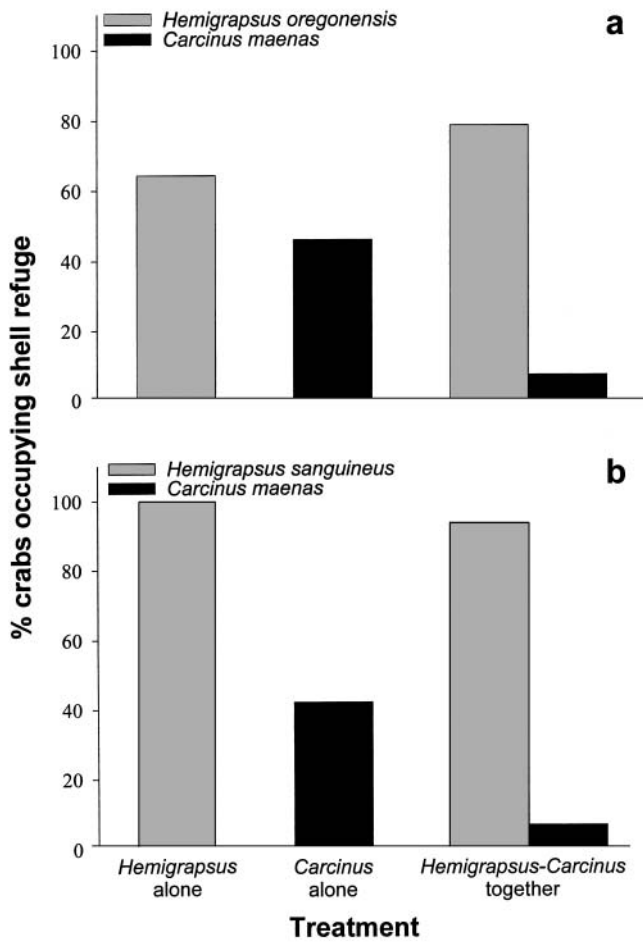 Hemigrapsus oregonensis
Carcinus maenas
a
100
80
60
40
20
0
% crabs occupying shell refuge
Hemigrapsus sanguineus
Carcinus maenas
b
100
80
60
40
20
0
Hemigrapsus Carcinus Hemigrapsus-Carcinus
alone alone together
Treatment